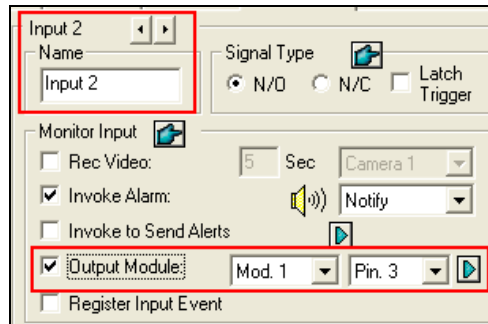 Input 2
Name
Input 2
Signal Type
N/O N/C Latch Trigger
Monitor Input
Rec Video: 5 Sec Camera 1
Invoke Alarm: Notify
Invoke to Send Alerts
Output Module: Mod. 1 Pin. 3
Register Input Event